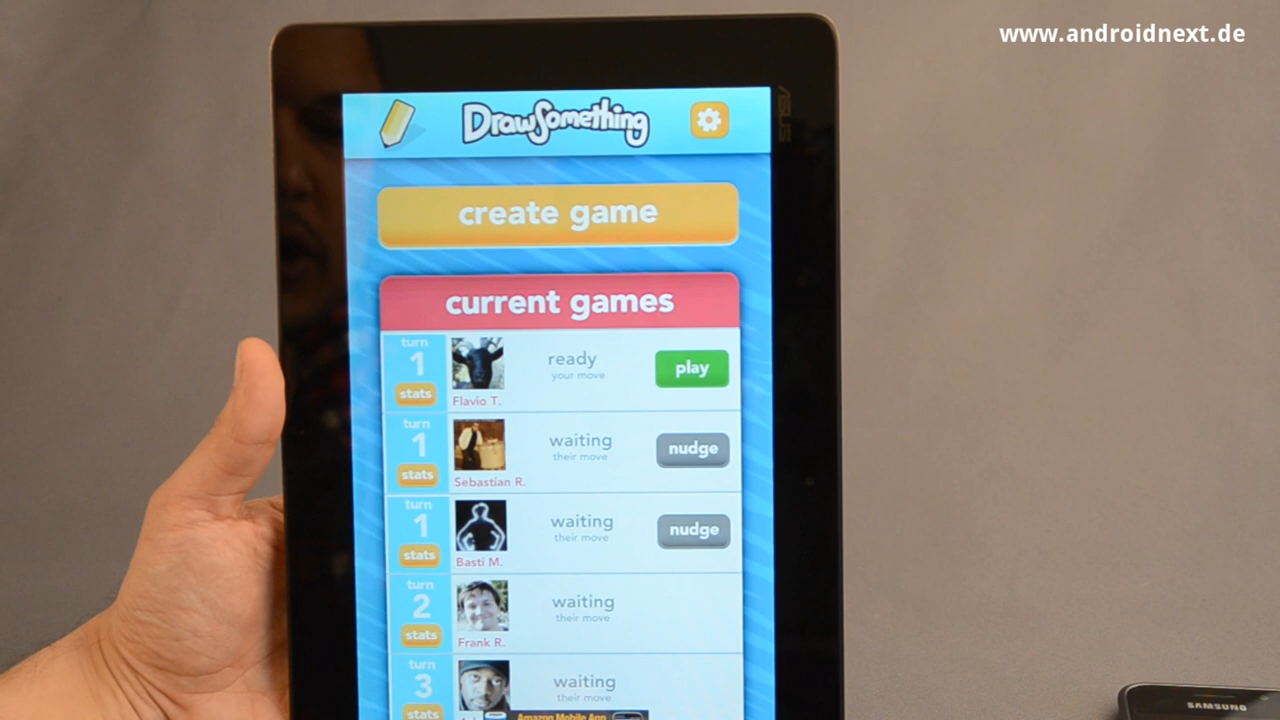 www.androidnext.de
ASUS
DrawSomething
create game
current games
turn
1
stats
Flavio T.
ready
your move
play
turn
1
stats
Sebastian R.
waiting
their move
nudge
turn
1
stats
Basti M.
waiting
their move
nudge
turn
2
stats
Frank R.
waiting
their move
turn
3
stats
waiting
their move
Amazon Mobile App
SAMSUNG